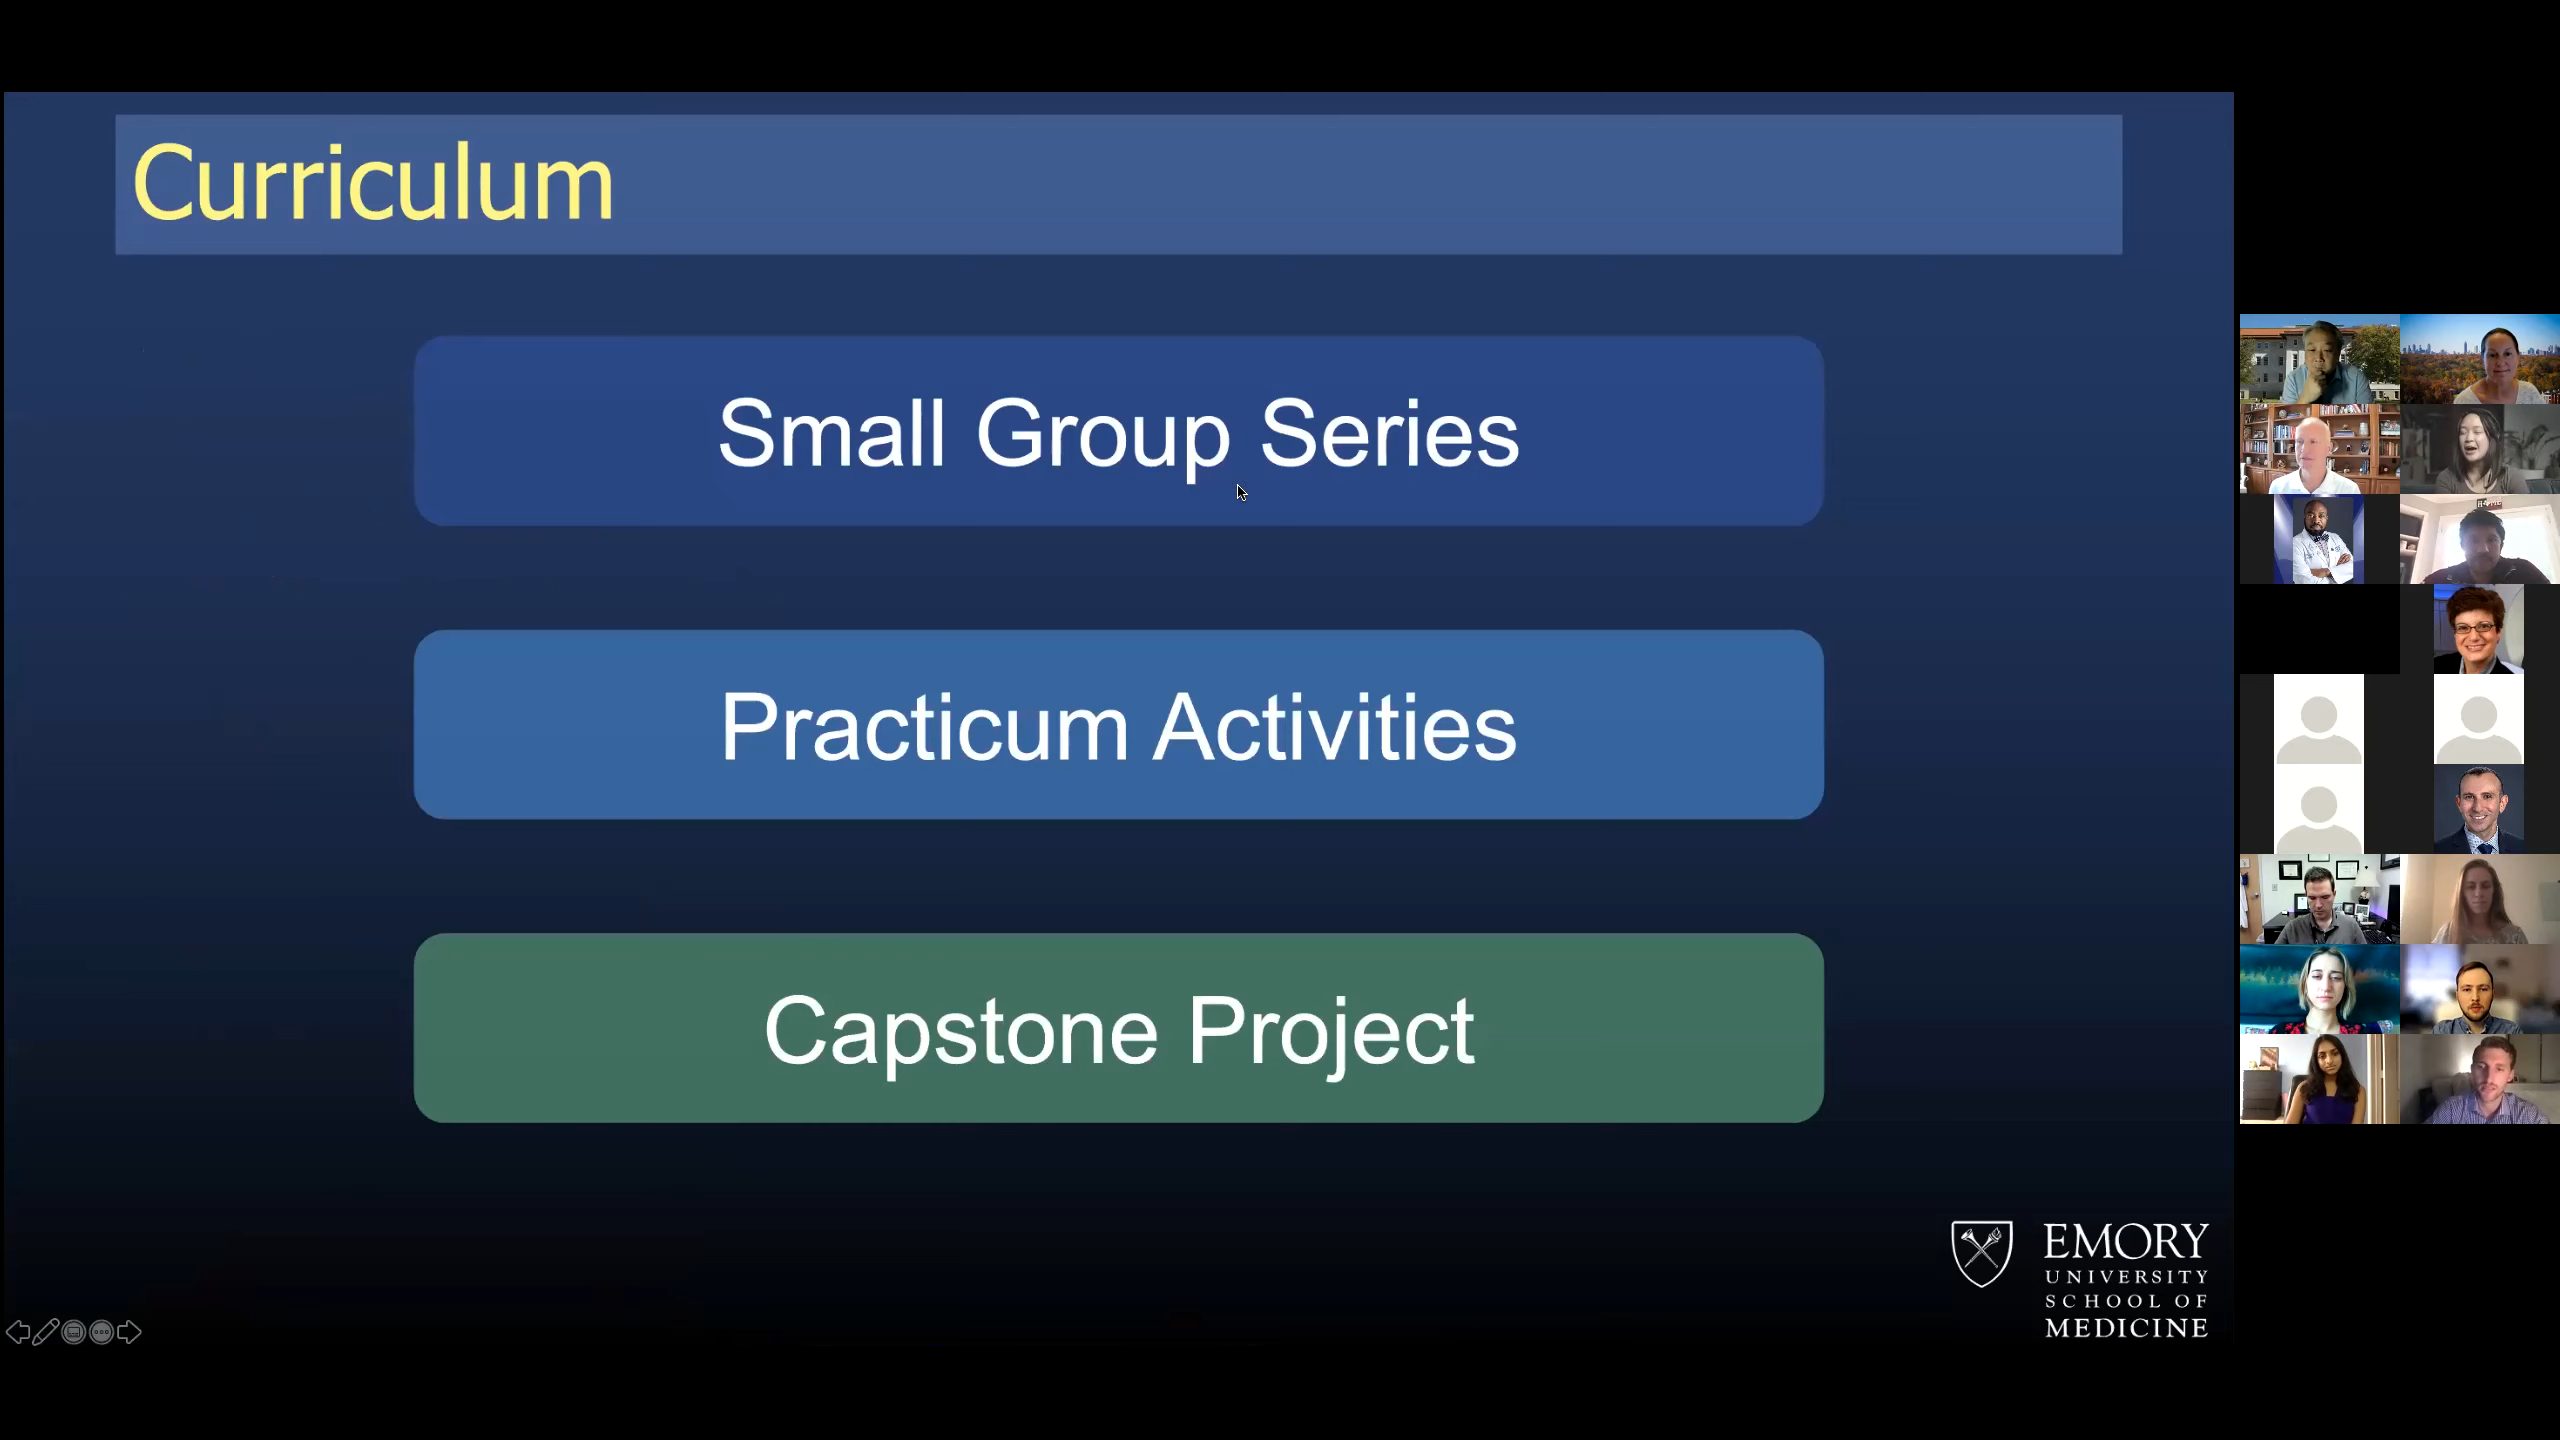 Curriculum
Small Group Series
Practicum Activities
Capstone Project
EMORY
UNIVERSITY
SCHOOL OF
MEDICINE